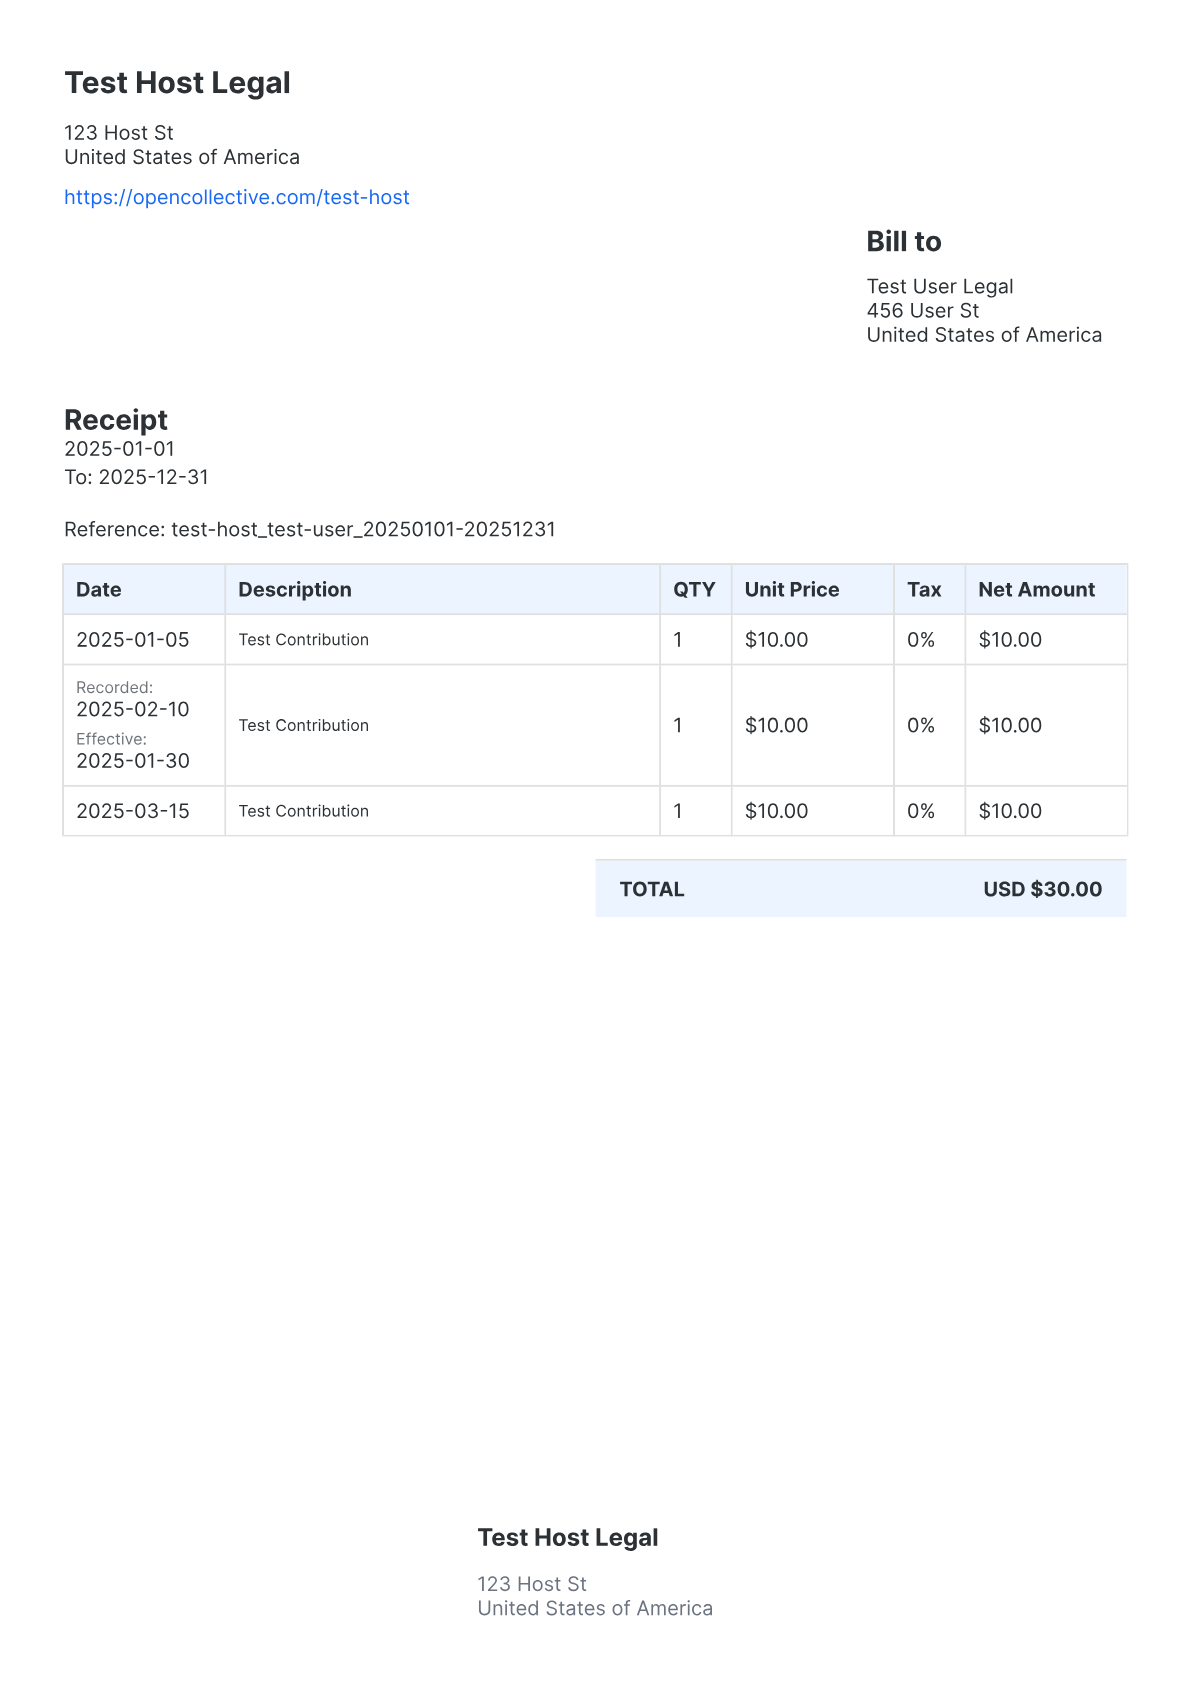 Test Host Legal
123 Host St
United States of America
https://opencollective.com/test-host
Bill to
Test User Legal
456 User St
United States of America
Receipt
2025-01-01
To: 2025-12-31
Reference: test-host_test-user_20250101-20251231
Date Description QTY Unit Price Tax Net Amount
2025-01-05 Test Contribution 1 $10.00 0% $10.00
Recorded:
2025-02-10
Effective:
2025-01-30
Test Contribution 1 $10.00 0% $10.00
2025-03-15 Test Contribution 1 $10.00 0% $10.00
TOTAL USD $30.00
Test Host Legal
123 Host St
United States of America